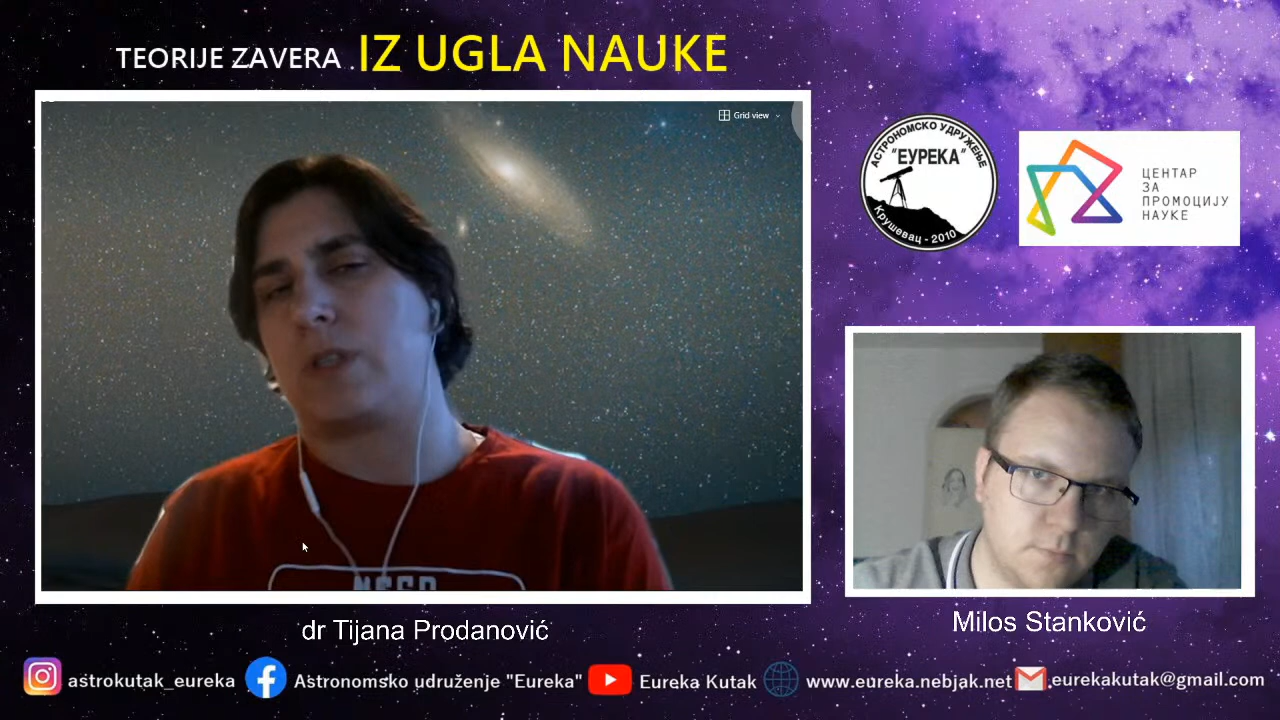 TEORIJE ZAVERA IZ UGLA NAUKE
Grid view
АСТРОНОМСКО УДРУЖЕЊЕ
"ЕУРЕКА"
Крушевац - 2010
ЦЕНТАР
ЗА
ПРОМОЦИЈУ
НАУКЕ
dr Tijana Prodanović
Milos Stanković
astrokutak_eureka
Astronomsko udruženje "Eureka"
Eureka Kutak
www.eureka.nebjak.net
eurekakutak@gmail.com